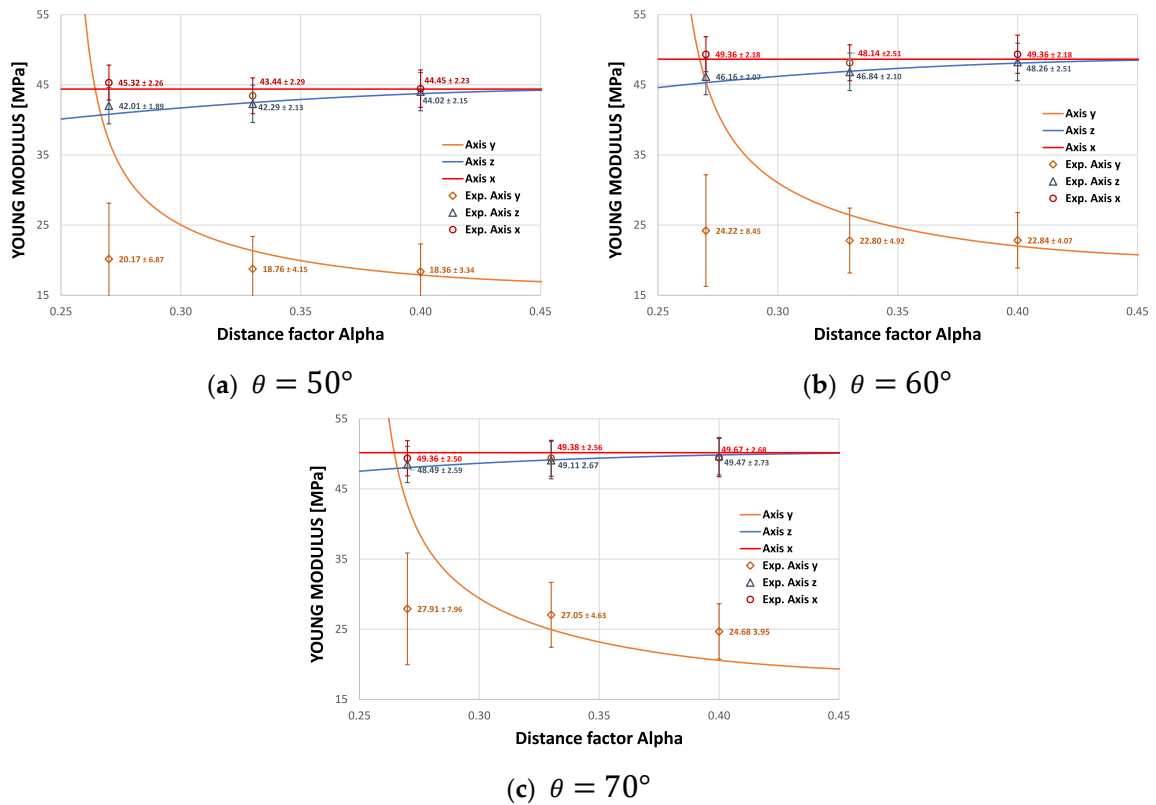 55
45
35
25
15
YOUNG MODULUS [MPa]
45.32 ± 2.26
43.44 ± 2.29
44.45 ± 2.23
42.01 ± 1.89
42.29 ± 2.13
44.02 ± 2.15
20.17 ± 6.87
18.76 ± 4.15
18.36 ± 3.34
Axis y
Axis z
Axis x
Exp. Axis y
Exp. Axis z
Exp. Axis x
0.25 0.30 0.35 0.40 0.45
Distance factor Alpha
(a) θ = 50°
55
45
35
25
15
YOUNG MODULUS [MPa]
49.36 ± 2.18
48.14 ±2.51
49.36 ± 2.18
46.16 ± 2.07
46.84 ± 2.10
48.26 ± 2.51
24.22 ± 8.45
22.80 ± 4.92
22.84 ± 4.07
Axis y
Axis z
Axis x
Exp. Axis y
Exp. Axis z
Exp. Axis x
0.25 0.30 0.35 0.40 0.45
Distance factor Alpha
(b) θ = 60°
55
45
35
25
15
YOUNG MODULUS [MPa]
49.36 ± 2.50
49.38 ± 2.56
49.67 ± 2.68
48.49 ± 2.59
49.11 2.67
49.47 ± 2.73
27.91 ± 7.96
27.05 ± 4.63
24.68 3.95
Axis y
Axis z
Axis x
Exp. Axis y
Exp. Axis z
Exp. Axis x
0.25 0.30 0.35 0.40 0.45
Distance factor Alpha
(c) θ = 70°